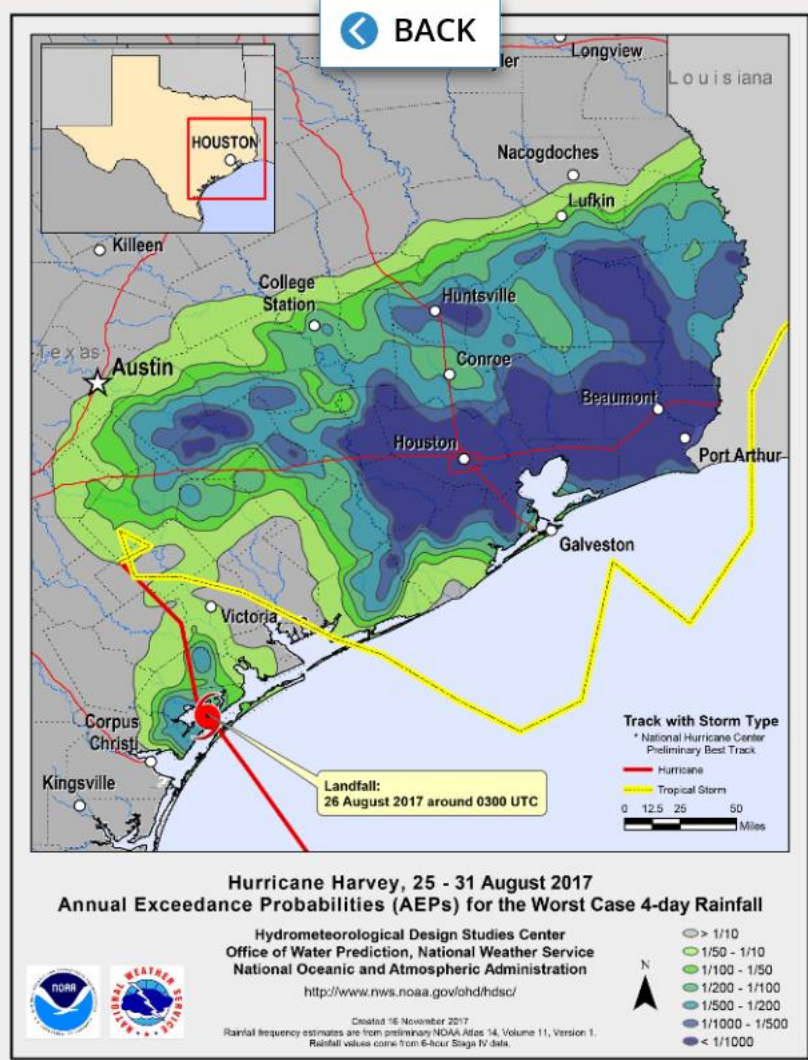 BACK
Longview
yler
Louisiana
HOUSTON
Nacogdoches
Lufkin
Killeen
College
Station
Huntsville
Texas
Austin
Conroe
Beaumont
Houston
Port Arthur
Galveston
Victoria
Corpus
Christi
Kingsville
Landfall:
26 August 2017 around 0300 UTC
Track with Storm Type
* National Hurricane Center
Preliminary Best Track
Hurricane
Tropical Storm
0 12.5 25 50
Miles
Hurricane Harvey, 25 - 31 August 2017
Annual Exceedance Probabilities (AEPs) for the Worst Case 4-day Rainfall
Hydrometeorological Design Studies Center
Office of Water Prediction, National Weather Service
National Oceanic and Atmospheric Administration
http://www.nws.noaa.gov/ohd/hdsc/
Created 16 November 2017
Rainfall frequency estimates are from preliminary NOAA Atlas 14, Volume 11, Version 1.
Rainfall values come from 6-hour Stage IV data.
N
> 1/10
1/50 - 1/10
1/100 - 1/50
1/200 - 1/100
1/500 - 1/200
1/1000 - 1/500
< 1/1000
NOAA
NATIONAL WEATHER SERVICE